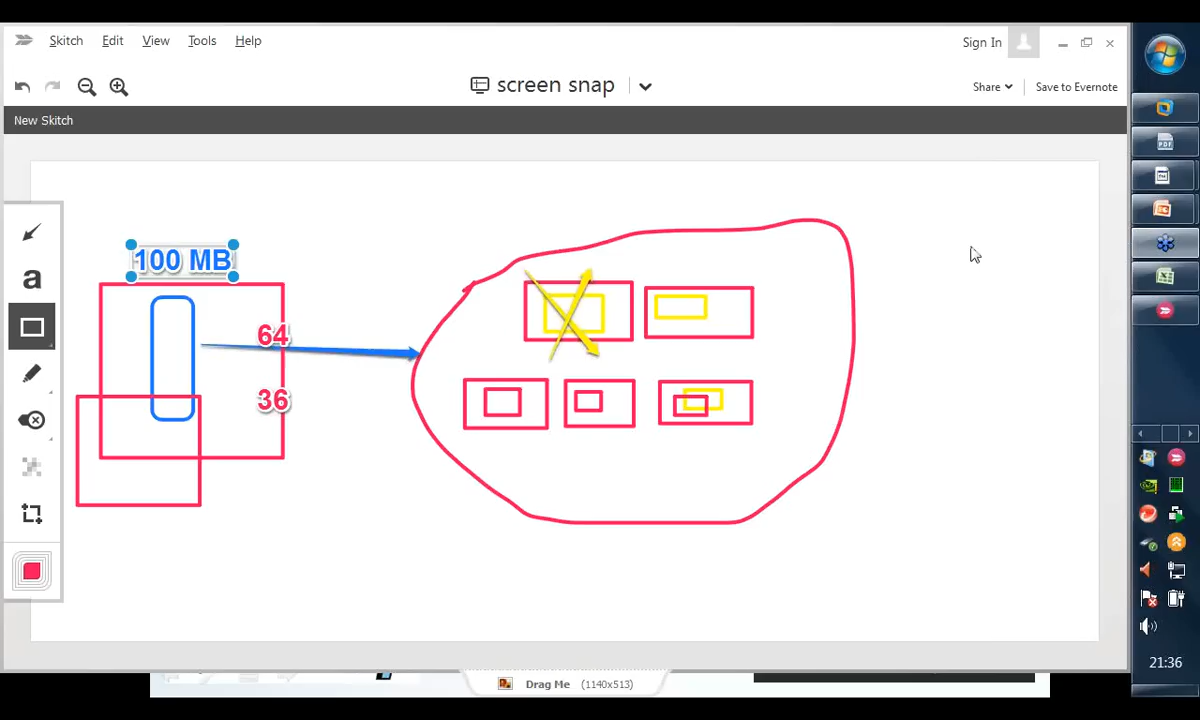 Skitch Edit View Tools Help
Sign In
screen snap
Share
Save to Evernote
New Skitch
100 MB
64
36
a
Drag Me (1140x513)
PDF
21:36